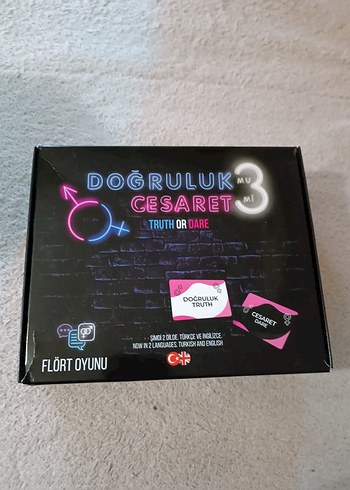 DOĞRULUK MU
CESARET Mİ
3
TRUTH OR DARE
DOĞRULUK
TRUTH
CESARET
DARE
ŞİMDİ 2 DİLDE, TÜRKÇE VE İNGİLİZCE
NOW IN 2 LANGUAGES, TURKISH AND ENGLISH
FLÖRT OYUNU